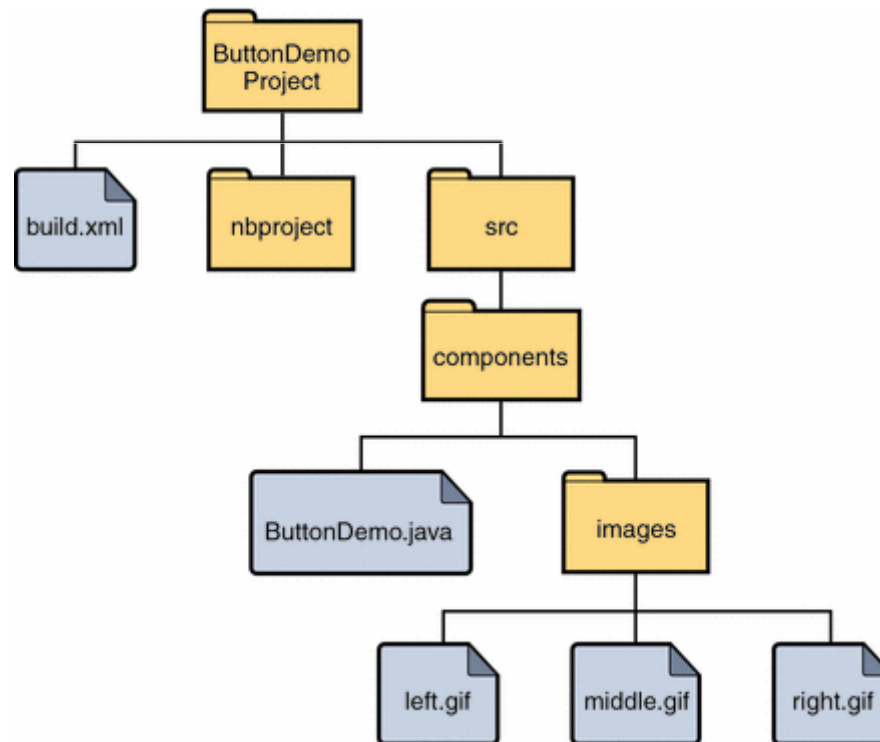 ButtonDemo
Project
build.xml
nbproject
src
components
ButtonDemo.java
images
left.gif
middle.gif
right.gif